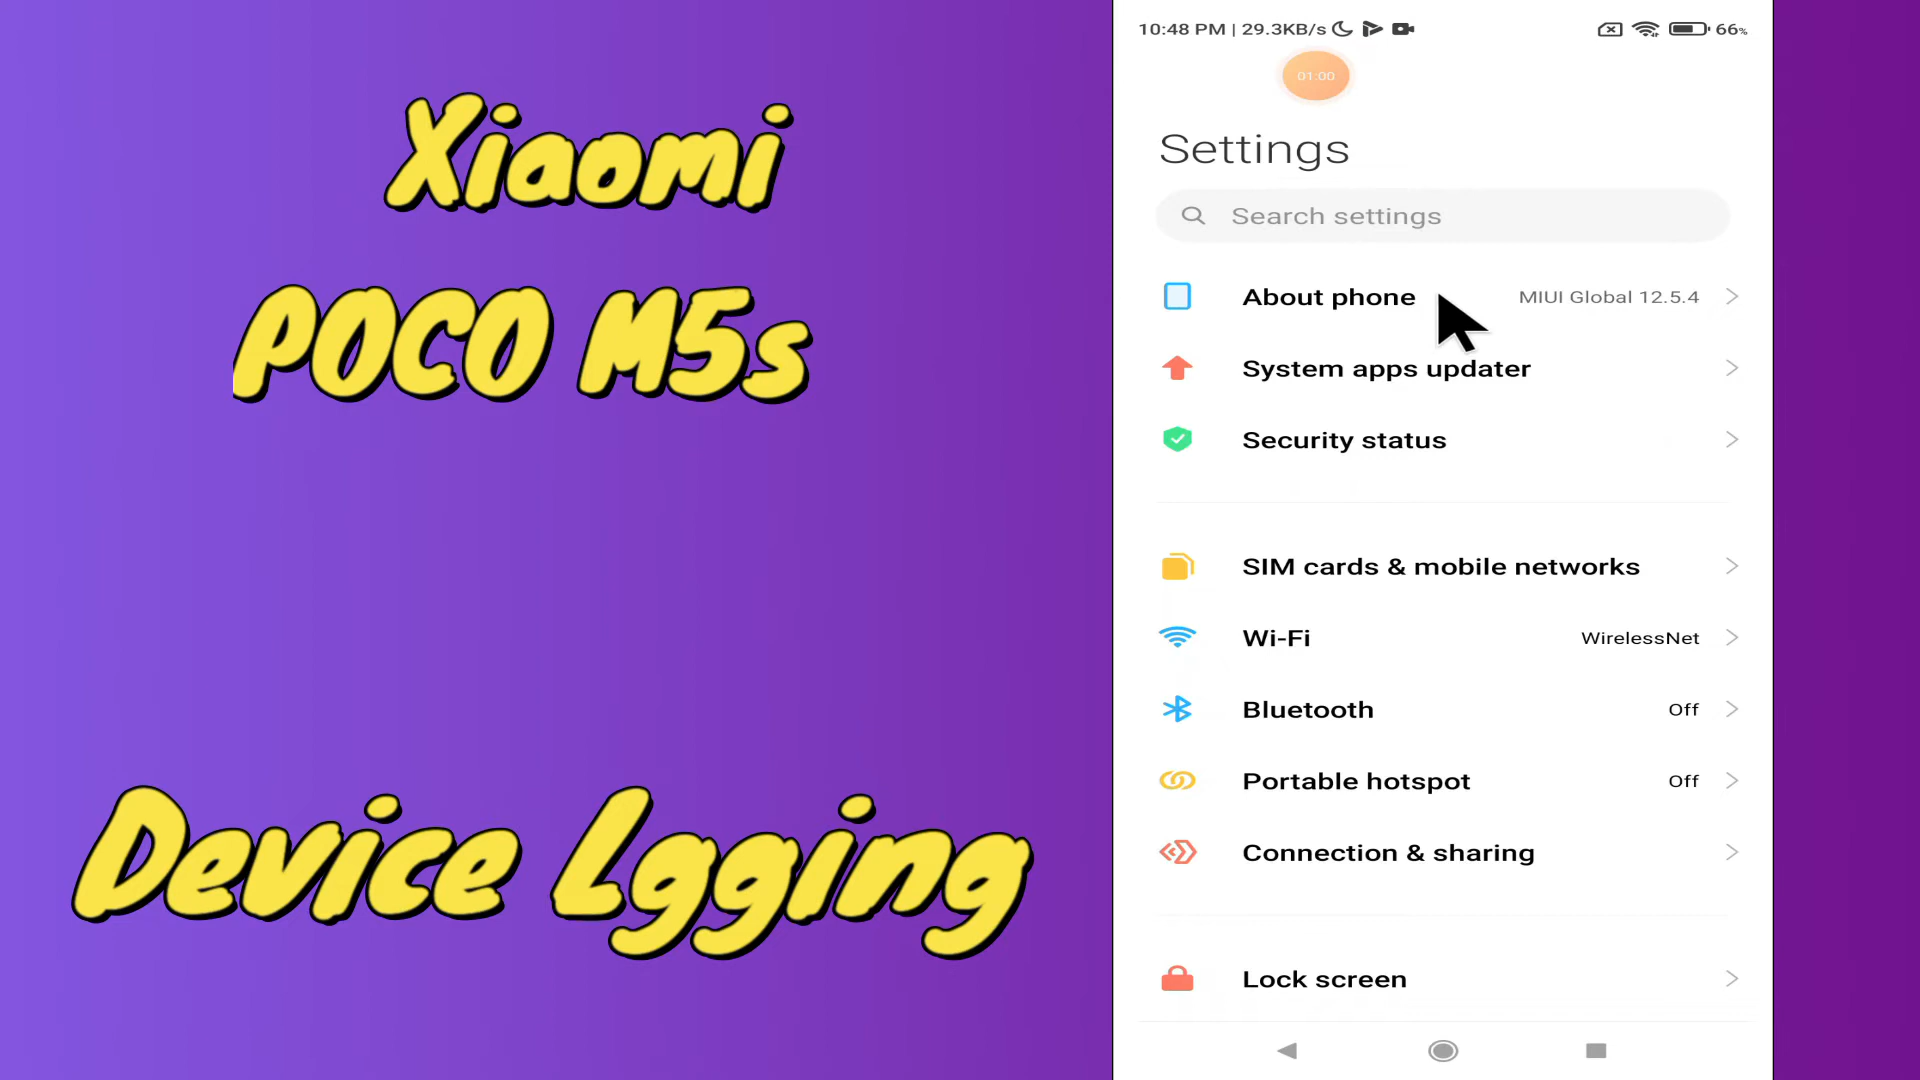 Xiaomi
POCO M5s
Device Lgging
10:48 PM | 29.3KB/s
66%
01:00
Settings
Search settings
About phone MIUI Global 12.5.4
System apps updater
Security status
SIM cards & mobile networks
Wi-Fi WirelessNet
Bluetooth Off
Portable hotspot Off
Connection & sharing
Lock screen